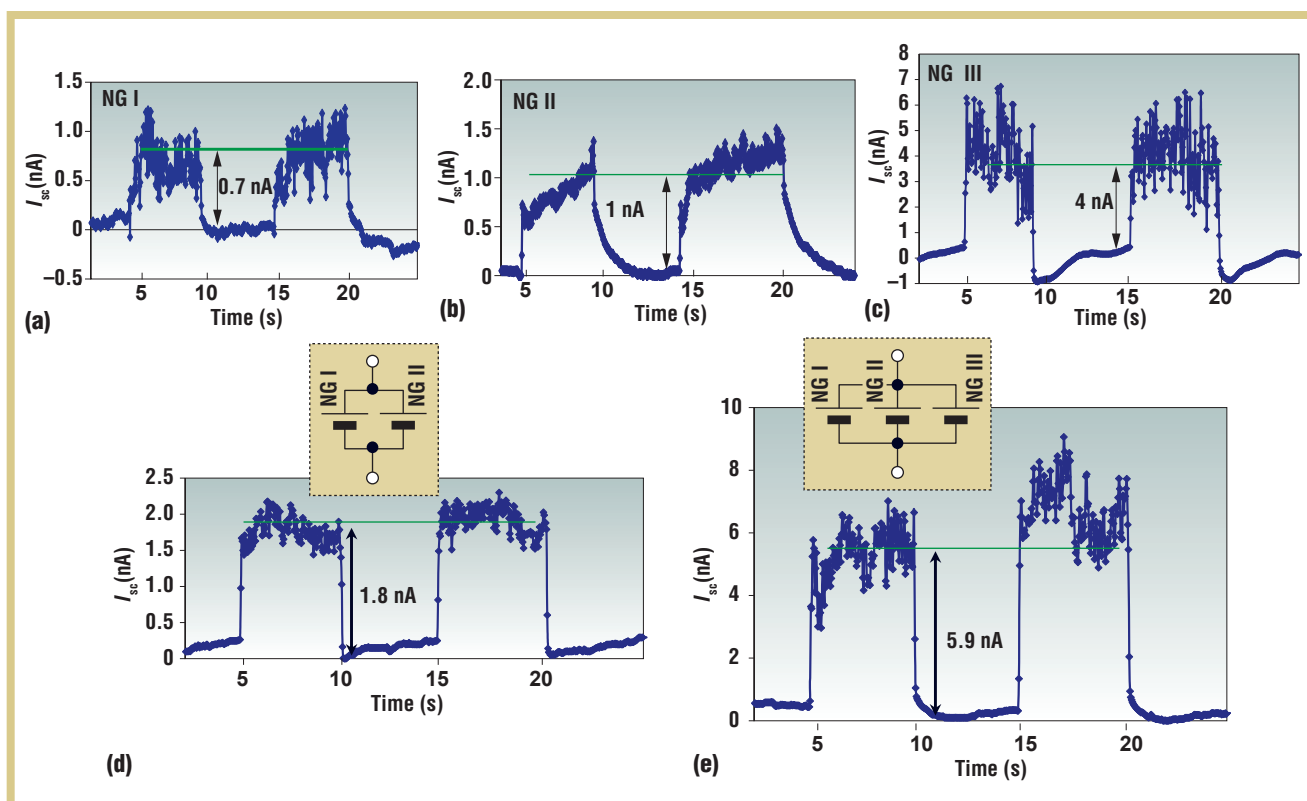 NG I
I_sc (nA)
1.5
1.0
0.5
0
−0.5
0.7 nA
5 10 15 20
Time (s)
(a)
NG II
I_sc (nA)
2.0
1.5
1.0
0.5
0
1 nA
5 10 15 20
Time (s)
(b)
NG III
I_sc (nA)
8
7
6
5
4
3
2
1
0
−1
4 nA
5 10 15 20
Time (s)
(c)
NG I
NG II
I_sc (nA)
2.5
2.0
1.5
1.0
0.5
0
1.8 nA
5 10 15 20
Time (s)
(d)
NG I
NG II
NG III
I_sc (nA)
10
8
6
4
2
0
5.9 nA
5 10 15 20
Time (s)
(e)